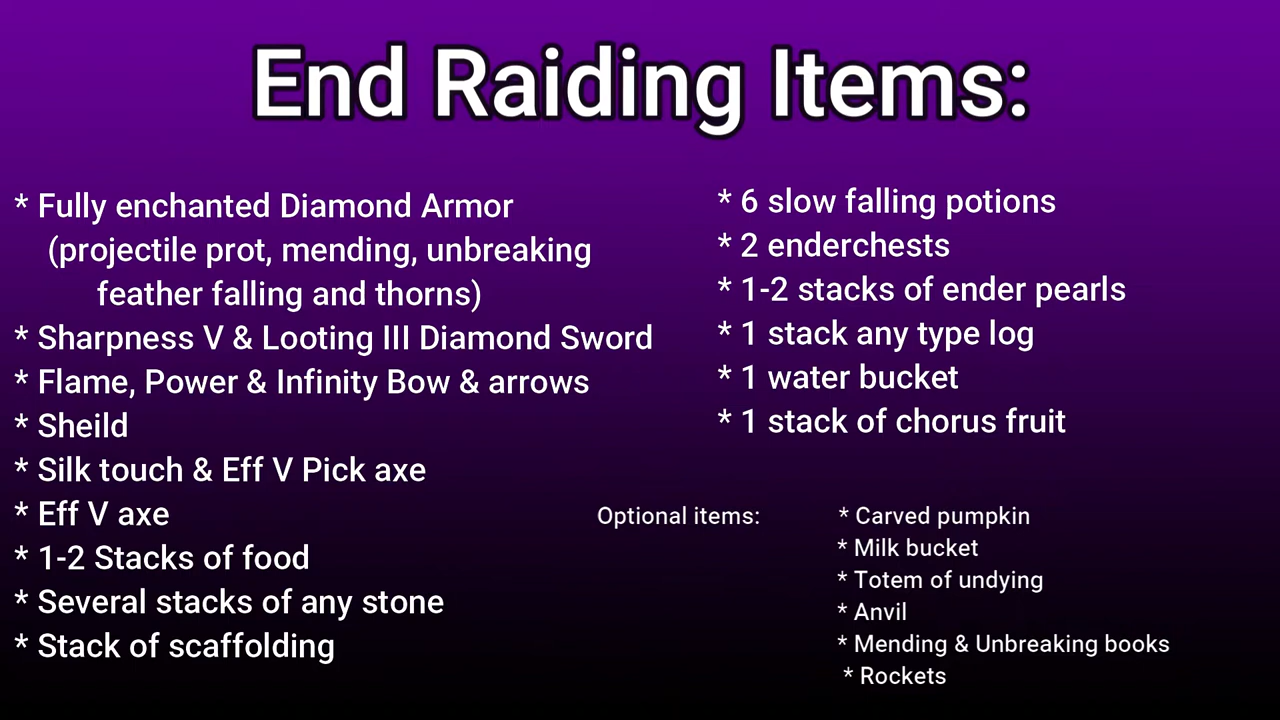 End Raiding Items:
* Fully enchanted Diamond Armor
(projectile prot, mending, unbreaking
feather falling and thorns)
* Sharpness V & Looting III Diamond Sword
* Flame, Power & Infinity Bow & arrows
* Sheild
* Silk touch & Eff V Pick axe
* Eff V axe
* 1-2 Stacks of food
* Several stacks of any stone
* Stack of scaffolding
* 6 slow falling potions
* 2 enderchests
* 1-2 stacks of ender pearls
* 1 stack any type log
* 1 water bucket
* 1 stack of chorus fruit
Optional items:
* Carved pumpkin
* Milk bucket
* Totem of undying
* Anvil
* Mending & Unbreaking books
* Rockets